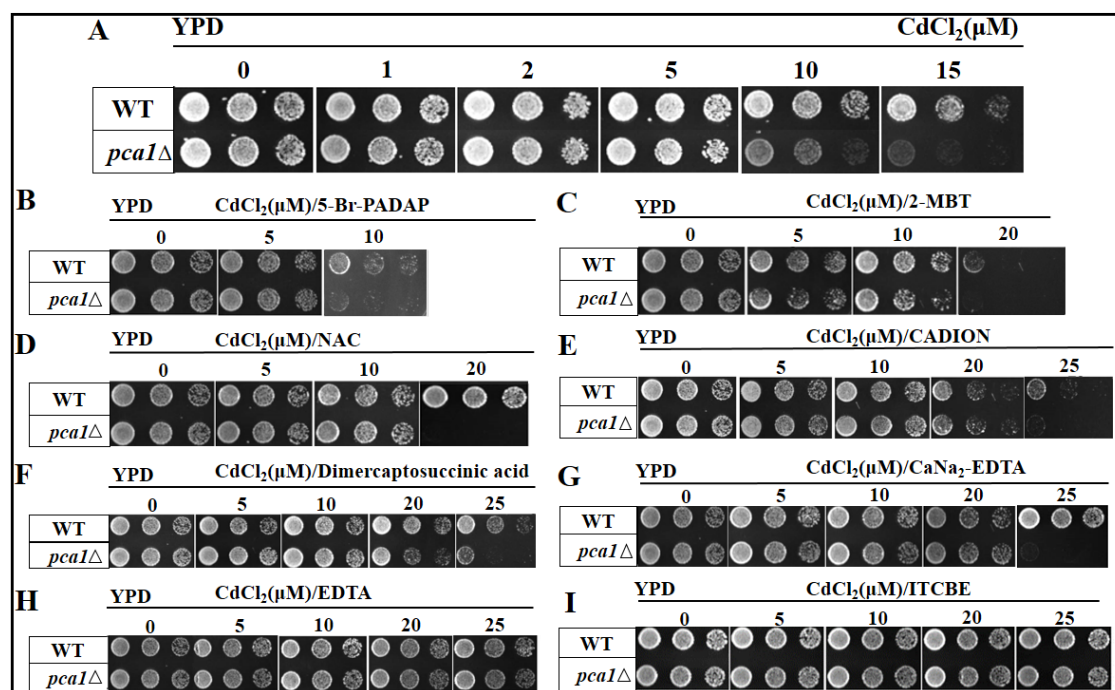 A YPD CdCl₂(μM)
0 1 2 5 10 15
WT
pca1Δ
B YPD CdCl₂(μM)/5-Br-PADAP
0 5 10
WT
pca1△
C YPD CdCl₂(μM)/2-MBT
0 5 10 20
WT
pca1△
D YPD CdCl₂(μM)/NAC
0 5 10 20
WT
pca1△
E YPD CdCl₂(μM)/CADION
0 5 10 20 25
WT
pca1△
F YPD CdCl₂(μM)/Dimercaptosuccinic acid
0 5 10 20 25
WT
pca1△
G YPD CdCl₂(μM)/CaNa₂-EDTA
0 5 10 20 25
WT
pca1△
H YPD CdCl₂(μM)/EDTA
0 5 10 20 25
WT
pca1△
I YPD CdCl₂(μM)/ITCBE
0 5 10 20 25
WT
pca1△